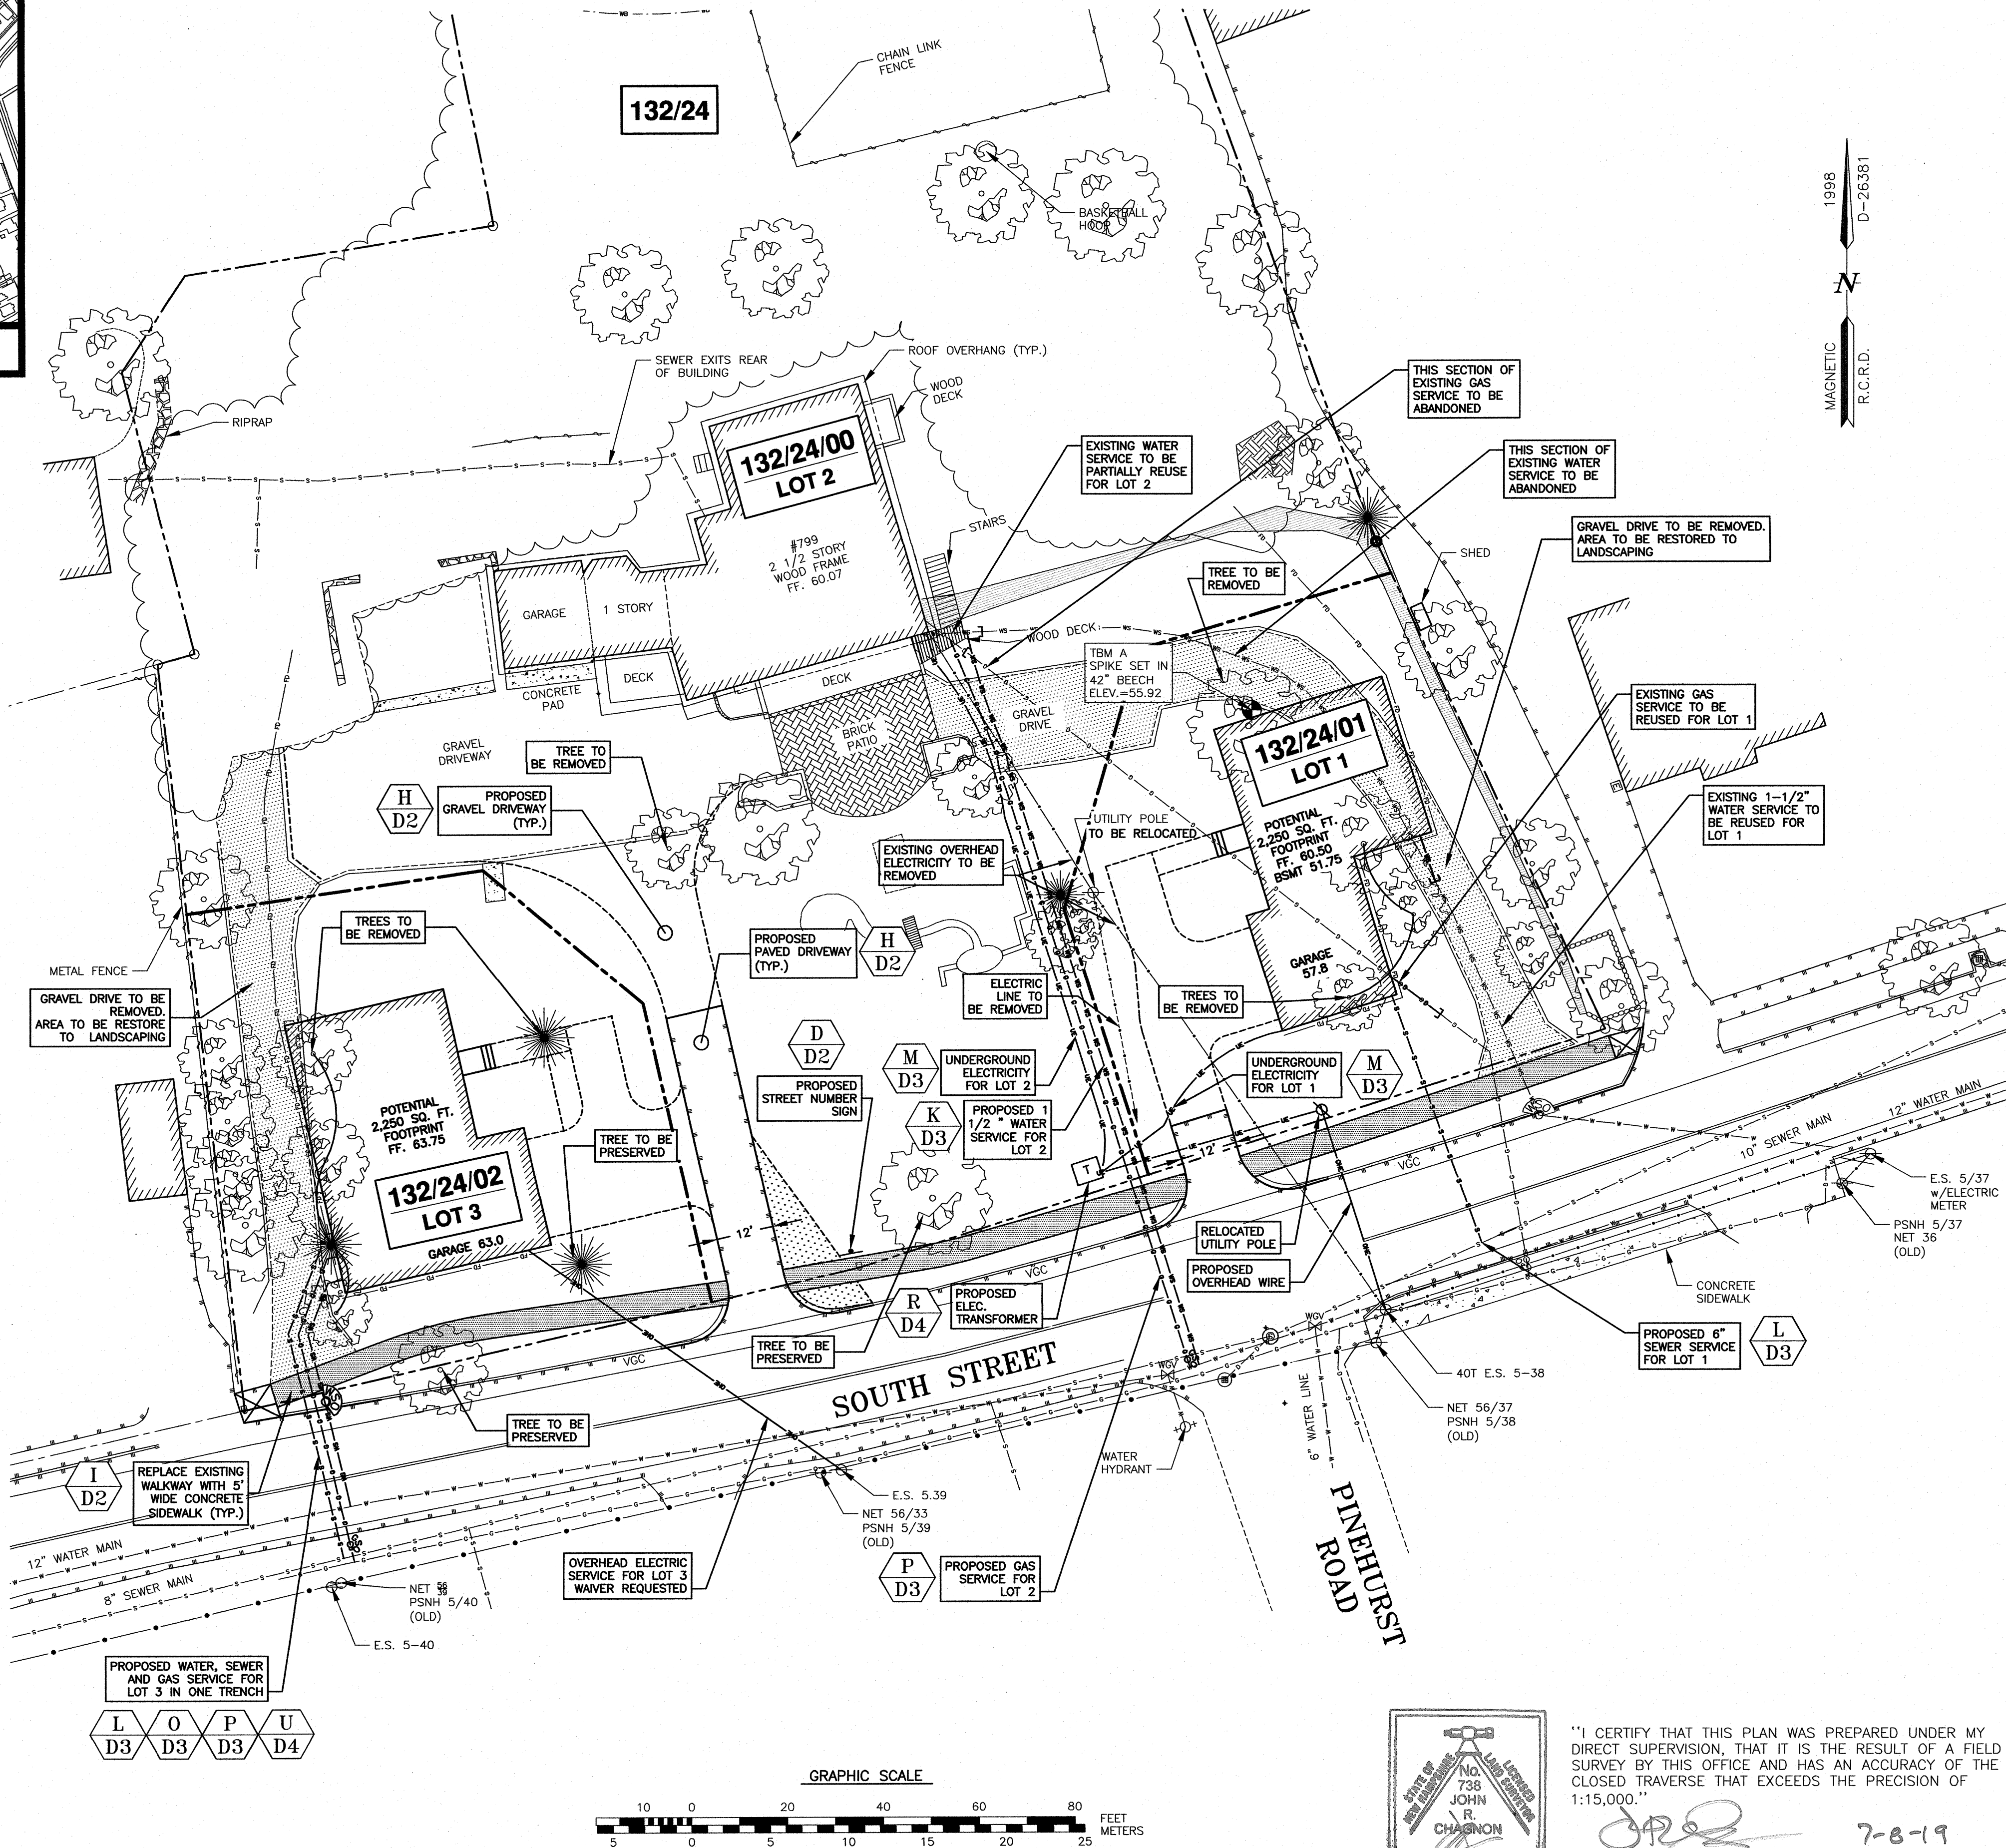 WB
CHAIN LINK
FENCE
132/24
BASKETBALL
HOOP
1998
D-26381
N
MAGNETIC
R.C.R.D.
SEWER EXITS REAR
OF BUILDING
ROOF OVERHANG (TYP.)
WOOD
DECK
RIPRAP
132/24/00
LOT 2
#799
2 1/2 STORY
WOOD FRAME
FF. 60.07
STAIRS
EXISTING WATER
SERVICE TO BE
PARTIALLY REUSE
FOR LOT 2
THIS SECTION OF
EXISTING GAS
SERVICE TO BE
ABANDONED
THIS SECTION OF
EXISTING WATER
SERVICE TO BE
ABANDONED
GRAVEL DRIVE TO BE REMOVED.
AREA TO BE RESTORED TO
LANDSCAPING
SHED
TREE TO BE
REMOVED
GARAGE
1 STORY
WOOD DECK
TBM A
SPIKE SET IN
42" BEECH
ELEV.=55.92
CONCRETE
PAD
DECK
DECK
BRICK
PATIO
GRAVEL
DRIVE
GRAVEL
DRIVEWAY
TREE TO
BE REMOVED
EXISTING GAS
SERVICE TO BE
REUSED FOR LOT 1
132/24/01
LOT 1
POTENTIAL
2,250 SQ. FT.
FOOTPRINT
FF. 60.50
BSMT 51.75
GARAGE
57.8
EXISTING 1-1/2"
WATER SERVICE TO
BE REUSED FOR
LOT 1
H
D2
PROPOSED
GRAVEL DRIVEWAY
(TYP.)
UTILITY POLE
TO BE RELOCATED
EXISTING OVERHEAD
ELECTRICITY TO BE
REMOVED
TREES TO
BE REMOVED
METAL FENCE
GRAVEL DRIVE TO BE
REMOVED.
AREA TO BE RESTORE
TO LANDSCAPING
PROPOSED
PAVED DRIVEWAY
(TYP.)
H
D2
ELECTRIC
LINE TO
BE REMOVED
TREES TO
BE REMOVED
D
D2
PROPOSED
STREET NUMBER
SIGN
M
D3
UNDERGROUND
ELECTRICITY
FOR LOT 2
K
D3
PROPOSED 1
1/2 " WATER
SERVICE FOR
LOT 2
UNDERGROUND
ELECTRICITY
FOR LOT 1
M
D3
POTENTIAL
2,250 SQ. FT.
FOOTPRINT
FF. 63.75
132/24/02
LOT 3
GARAGE 63.0
TREE TO BE
PRESERVED
12'
12'
T
VGC
12" WATER MAIN
10" SEWER MAIN
E.S. 5/37
W/ELECTRIC
METER
PSNH 5/37
NET 36
(OLD)
RELOCATED
UTILITY POLE
PROPOSED
OVERHEAD WIRE
CONCRETE
SIDEWALK
R
D4
PROPOSED
ELEC.
TRANSFORMER
VGC
VGC
TREE TO BE
PRESERVED
PROPOSED 6"
SEWER SERVICE
FOR LOT 1
L
D3
SOUTH STREET
WGV
WGV
40T E.S. 5-38
NET 56/37
PSNH 5/38
(OLD)
6" WATER LINE
WATER
HYDRANT
TREE TO BE
PRESERVED
I
D2
REPLACE EXISTING
WALKWAY WITH 5'
WIDE CONCRETE
SIDEWALK (TYP.)
E.S. 5.39
NET 56/33
PSNH 5/39
(OLD)
PINEHURST
ROAD
12" WATER MAIN
8" SEWER MAIN
NET 56/39
PSNH 5/40
(OLD)
E.S. 5-40
OVERHEAD ELECTRIC
SERVICE FOR LOT 3
WAIVER REQUESTED
P
D3
PROPOSED GAS
SERVICE FOR
LOT 2
PROPOSED WATER, SEWER
AND GAS SERVICE FOR
LOT 3 IN ONE TRENCH
L
D3
O
D3
P
D3
U
D4
GRAPHIC SCALE
10 0 20 40 60 80 FEET
5 0 5 10 15 20 25 METERS
STATE OF NEW HAMPSHIRE
LICENSED LAND SURVEYOR
No.
738
JOHN
R.
CHAGNON
"I CERTIFY THAT THIS PLAN WAS PREPARED UNDER MY
DIRECT SUPERVISION, THAT IT IS THE RESULT OF A FIELD
SURVEY BY THIS OFFICE AND HAS AN ACCURACY OF THE
CLOSED TRAVERSE THAT EXCEEDS THE PRECISION OF
1:15,000."
7-8-19